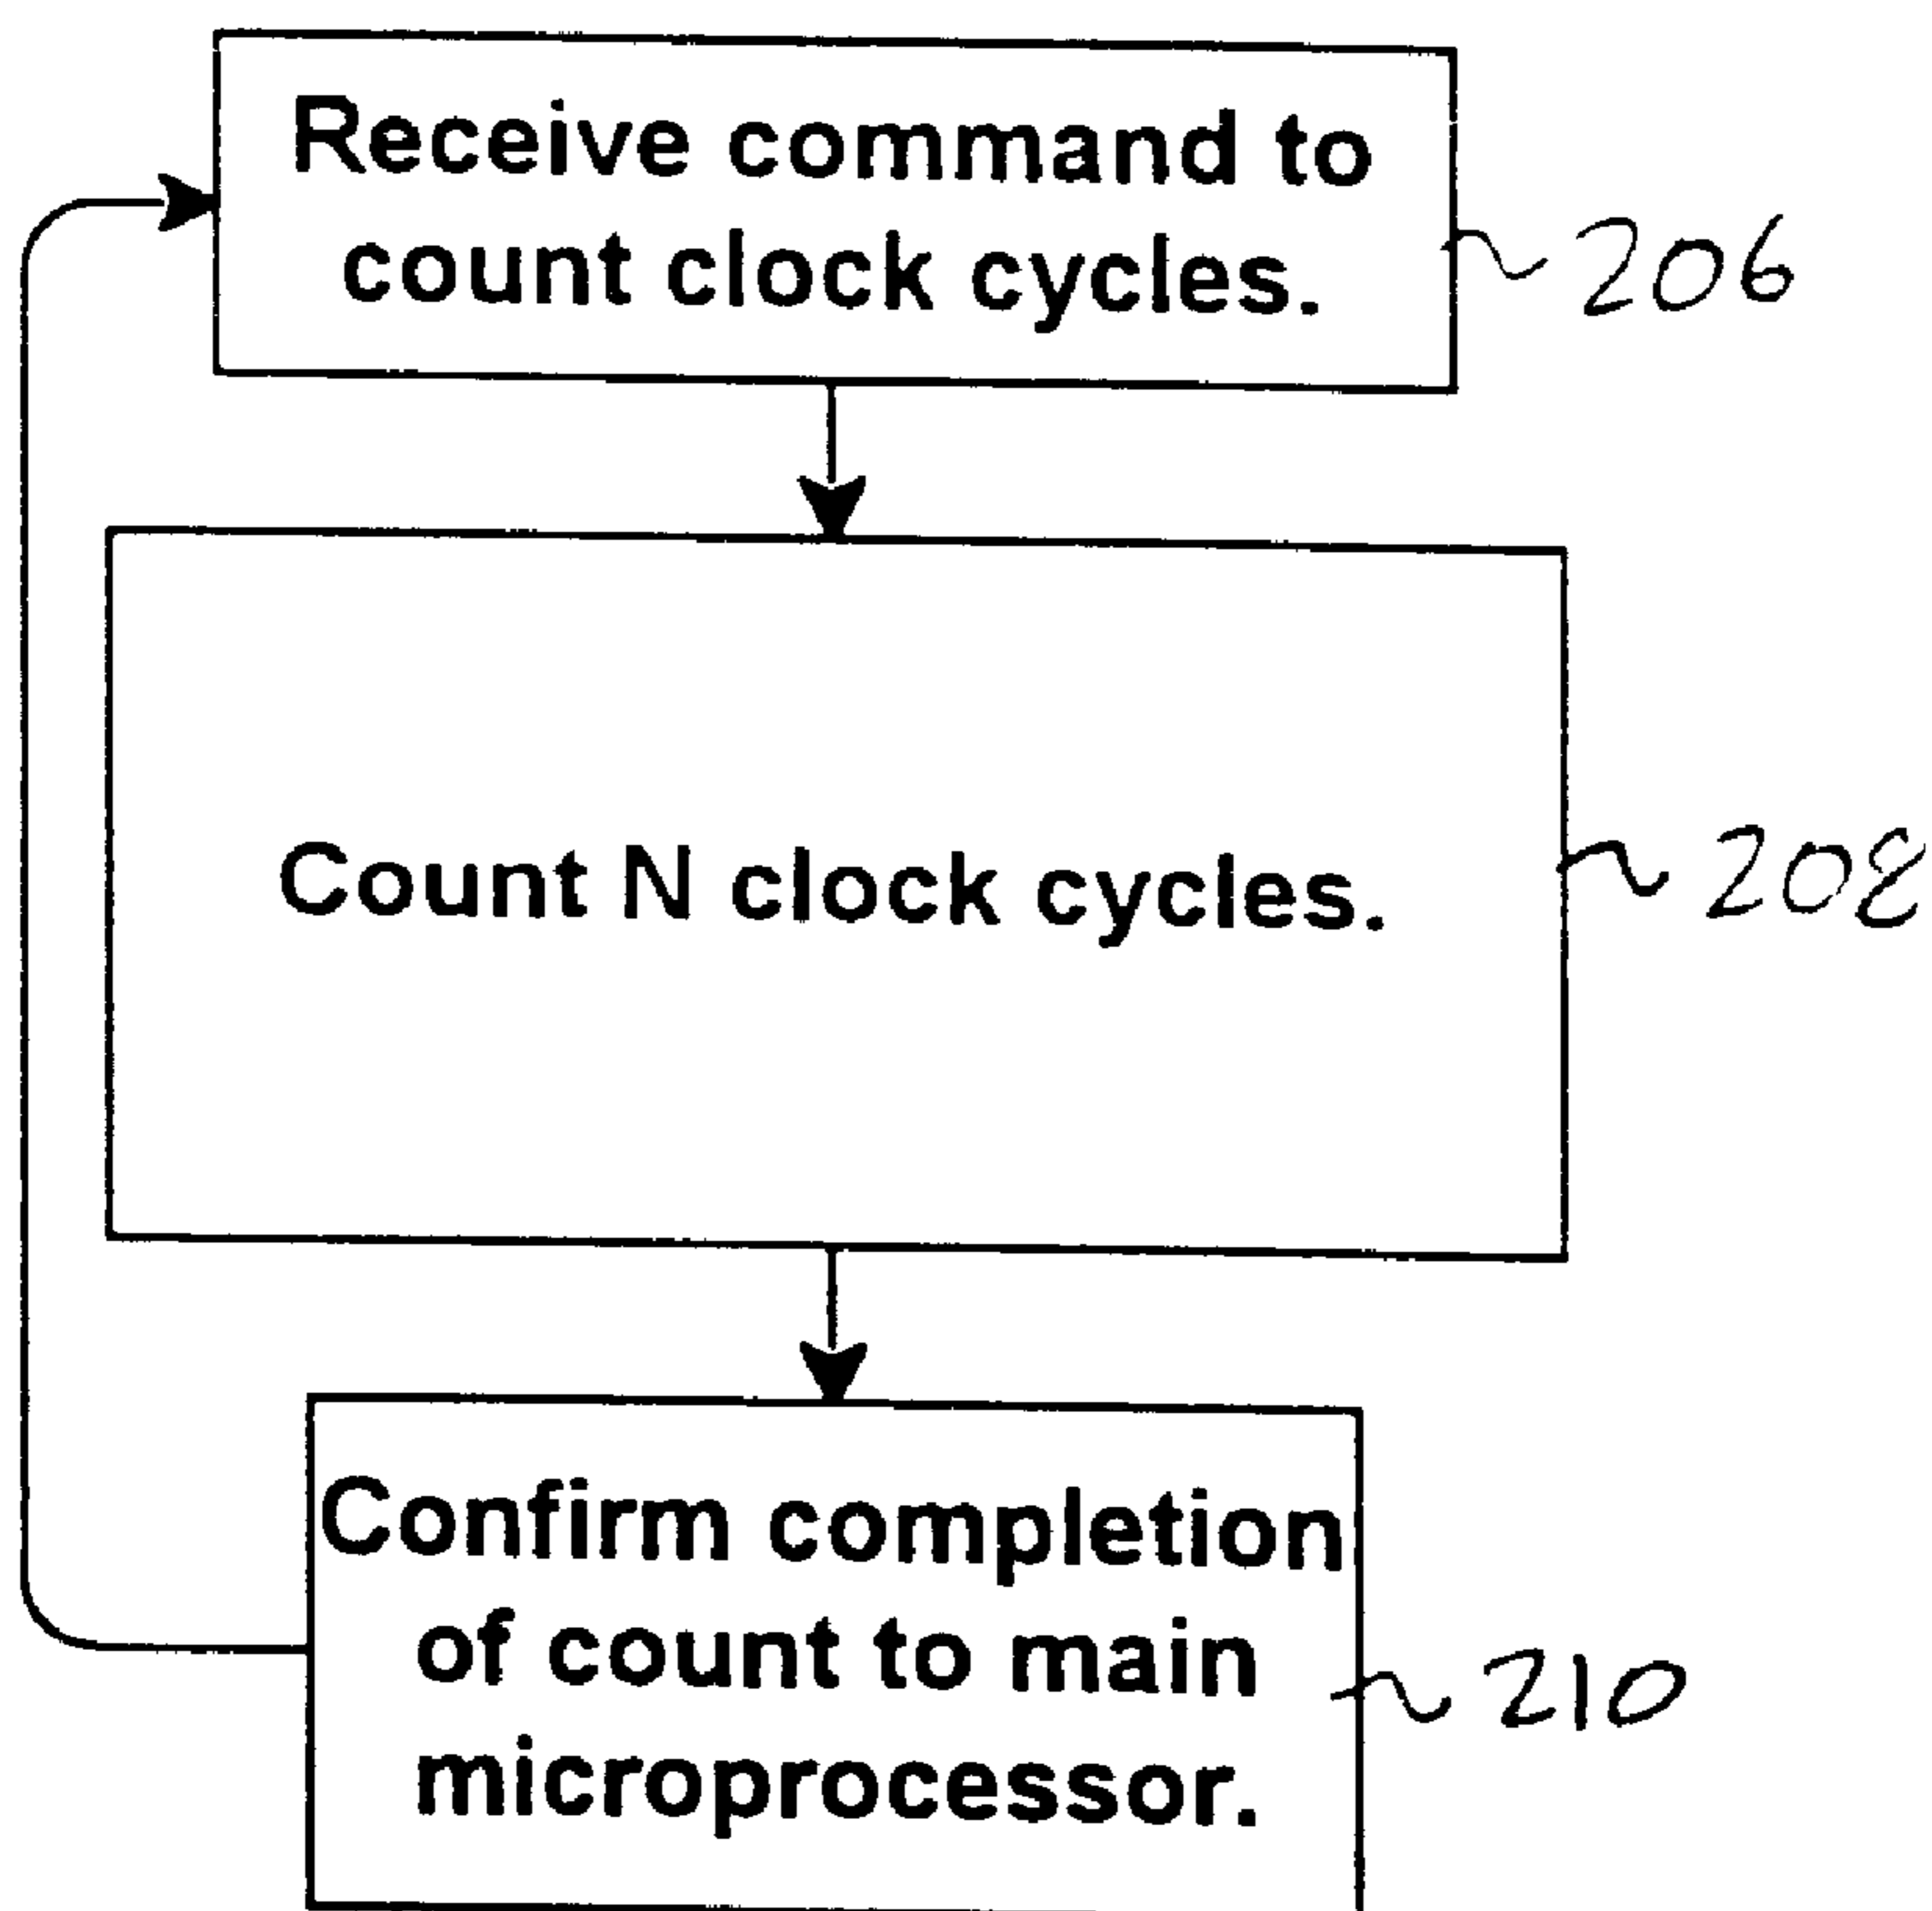 Receive command to
count clock cycles.
206
Count N clock cycles.
208
Confirm completion
of count to main
microprocessor.
210